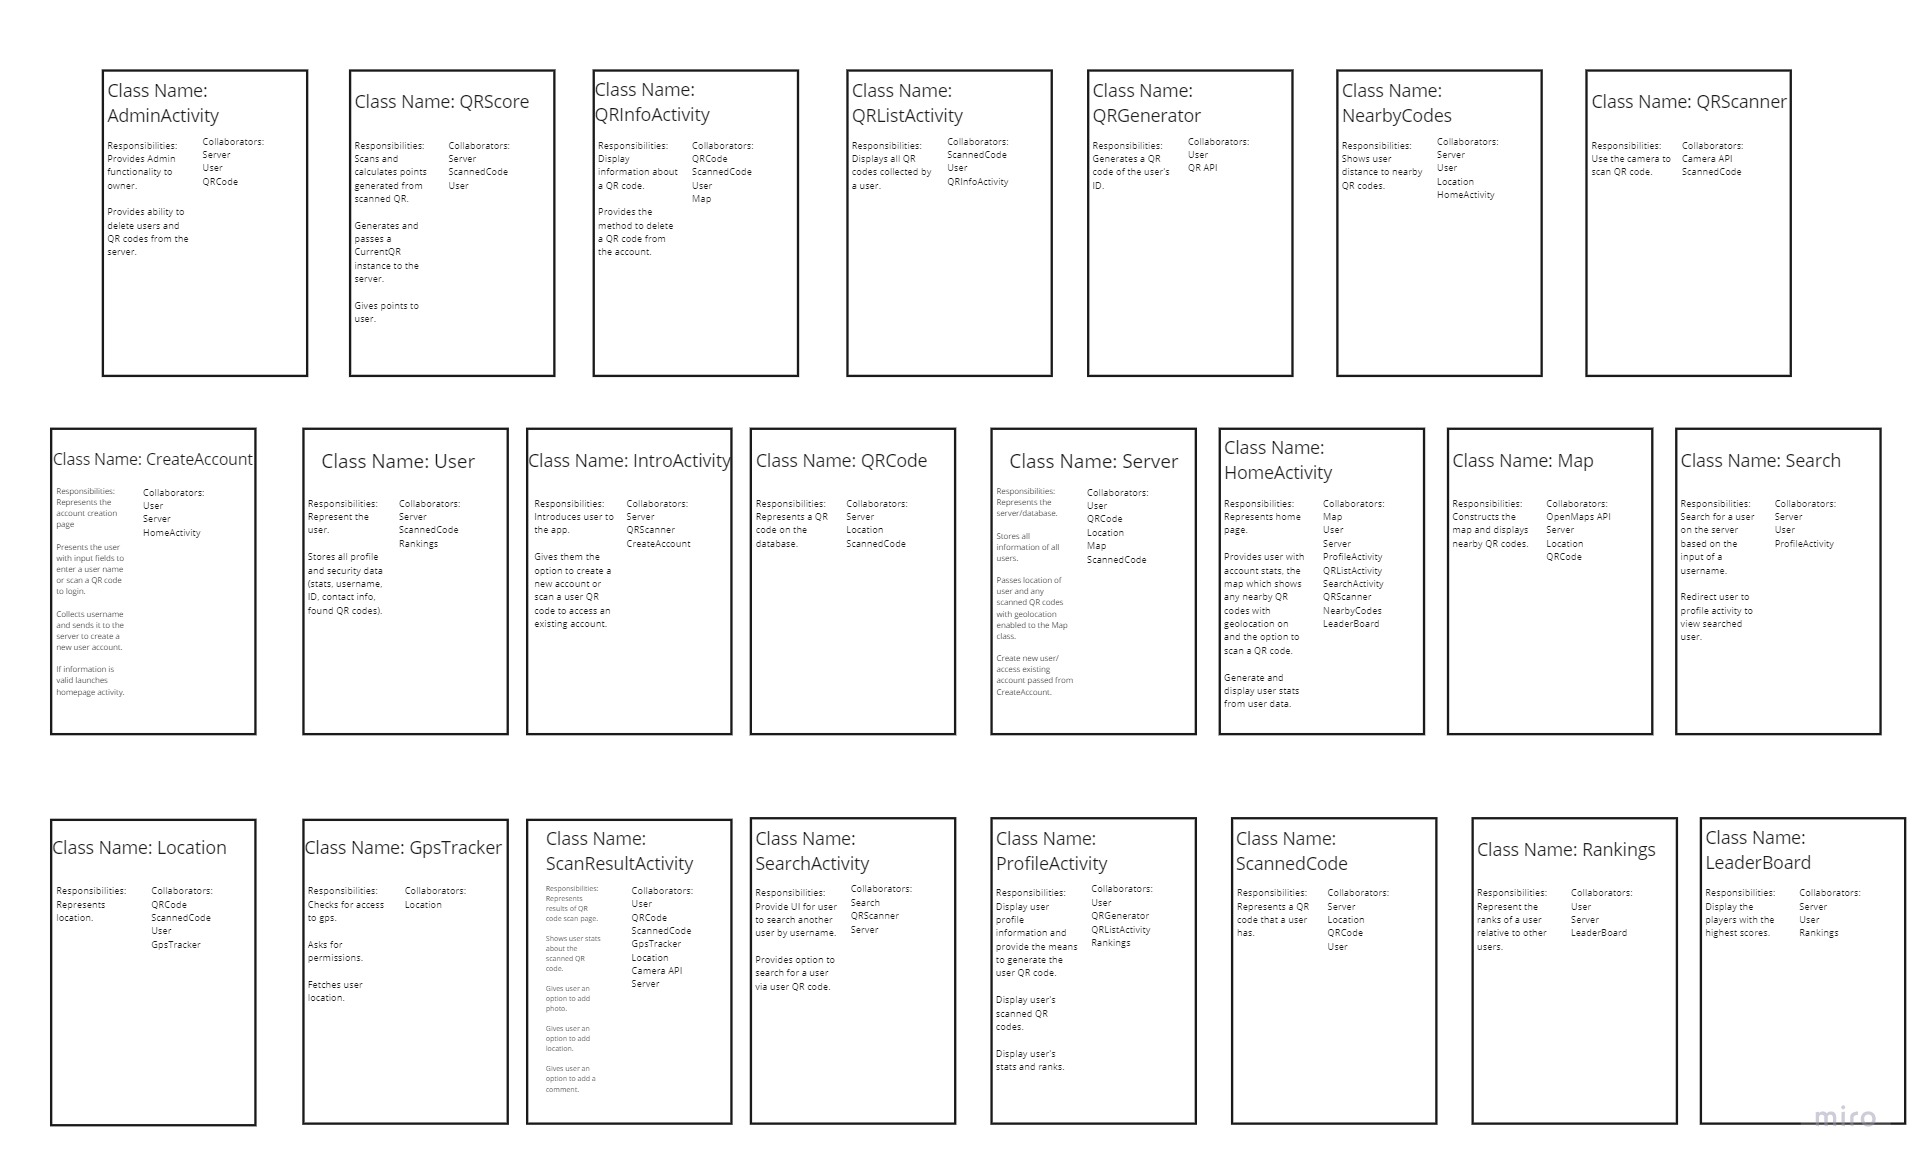 Class Name:
AdminActivity
Responsibilities:
Provides Admin
functionality to
owner.
Provides ability to
delete users and
QR codes from the
server.
Collaborators:
Server
User
QRCode
Class Name: QRScore
Responsibilities:
Scans and
calculates points
generated from
scanned QR.
Generates and
passes a
CurrentQR
instance to the
server.
Gives points to
user.
Collaborators:
Server
ScannedCode
User
Class Name:
QRInfoActivity
Responsibilities:
Display
information about
a QR code.
Provides the
method to delete
a QR code from
the account.
Collaborators:
QRCode
ScannedCode
User
Map
Class Name:
QRListActivity
Responsibilities:
Displays all QR
codes collected by
a user.
Collaborators:
ScannedCode
User
QRInfoActivity
Class Name:
QRGenerator
Responsibilities:
Generates a QR
code of the user's
ID.
Collaborators:
User
QR API
Class Name:
NearbyCodes
Responsibilities:
Shows user
distance to nearby
QR codes.
Collaborators:
Server
User
Location
HomeActivity
Class Name: QRScanner
Responsibilities:
Use the camera to
scan QR code.
Collaborators:
Camera API
ScannedCode
Class Name: CreateAccount
Responsibilities:
Represents the
account creation
page
Presents the user
with input fields to
enter a user name
or scan a QR code
to login.
Collects username
and sends it to the
server to create a
new user account.
If information is
valid launches
homepage activity.
Collaborators:
User
Server
HomeActivity
Class Name: User
Responsibilities:
Represent the
user.
Stores all profile
and security data
(stats, username,
ID, contact info,
found QR codes).
Collaborators:
Server
ScannedCode
Rankings
Class Name: IntroActivity
Responsibilities:
Introduces user to
the app.
Gives them the
option to create a
new account or
scan a user QR
code to access an
existing account.
Collaborators:
Server
QRScanner
CreateAccount
Class Name: QRCode
Responsibilities:
Represents a QR
code on the
database.
Collaborators:
Server
Location
ScannedCode
Class Name: Server
Responsibilities:
Represents the
server/database.
Stores all
information of all
users.
Passes location of
user and any
scanned QR codes
with geolocation
enabled to the Map
class.
Create new user/
access existing
account passed from
CreateAccount.
Collaborators:
User
QRCode
Location
Map
ScannedCode
Class Name:
HomeActivity
Responsibilities:
Represents home
page.
Provides user with
account stats, the
map which shows
any nearby QR
codes with
geolocation on
and the option to
scan a QR code.
Generate and
display user stats
from user data.
Collaborators:
Map
User
Server
ProfileActivity
QRListActivity
SearchActivity
QRScanner
NearbyCodes
LeaderBoard
Class Name: Map
Responsibilities:
Constructs the
map and displays
nearby QR codes.
Collaborators:
OpenMaps API
Server
Location
QRCode
Class Name: Search
Responsibilities:
Search for a user
on the server
based on the
input of a
username.
Redirect user to
profile activity to
view searched
user.
Collaborators:
Server
User
ProfileActivity
Class Name: Location
Responsibilities:
Represents
location.
Collaborators:
QRCode
ScannedCode
User
GpsTracker
Class Name: GpsTracker
Responsibilities:
Checks for access
to gps.
Asks for
permissions.
Fetches user
location.
Collaborators:
Location
Class Name:
ScanResultActivity
Responsibilities:
Represents
results of QR
code scan page.
Shows user stats
about the
scanned QR
code.
Gives user an
option to add
photo.
Gives user an
option to add
location.
Gives user an
option to add a
comment.
Collaborators:
User
QRCode
ScannedCode
GpsTracker
Location
Camera API
Server
Class Name:
SearchActivity
Responsibilities:
Provide UI for user
to search another
user by username.
Provides option to
search for a user
via user QR code.
Collaborators:
Search
QRScanner
Server
Class Name:
ProfileActivity
Responsibilities:
Display user
profile
information and
provide the means
to generate the
user QR code.
Display user's
scanned QR
codes.
Display user's
stats and ranks.
Collaborators:
User
QRGenerator
QRListActivity
Rankings
Class Name:
ScannedCode
Responsibilities:
Represents a QR
code that a user
has.
Collaborators:
Server
Location
QRCode
User
Class Name: Rankings
Responsibilities:
Represent the
ranks of a user
relative to other
users.
Collaborators:
User
Server
LeaderBoard
Class Name:
LeaderBoard
Responsibilities:
Display the
players with the
highest scores.
Collaborators:
Server
User
Rankings
miro